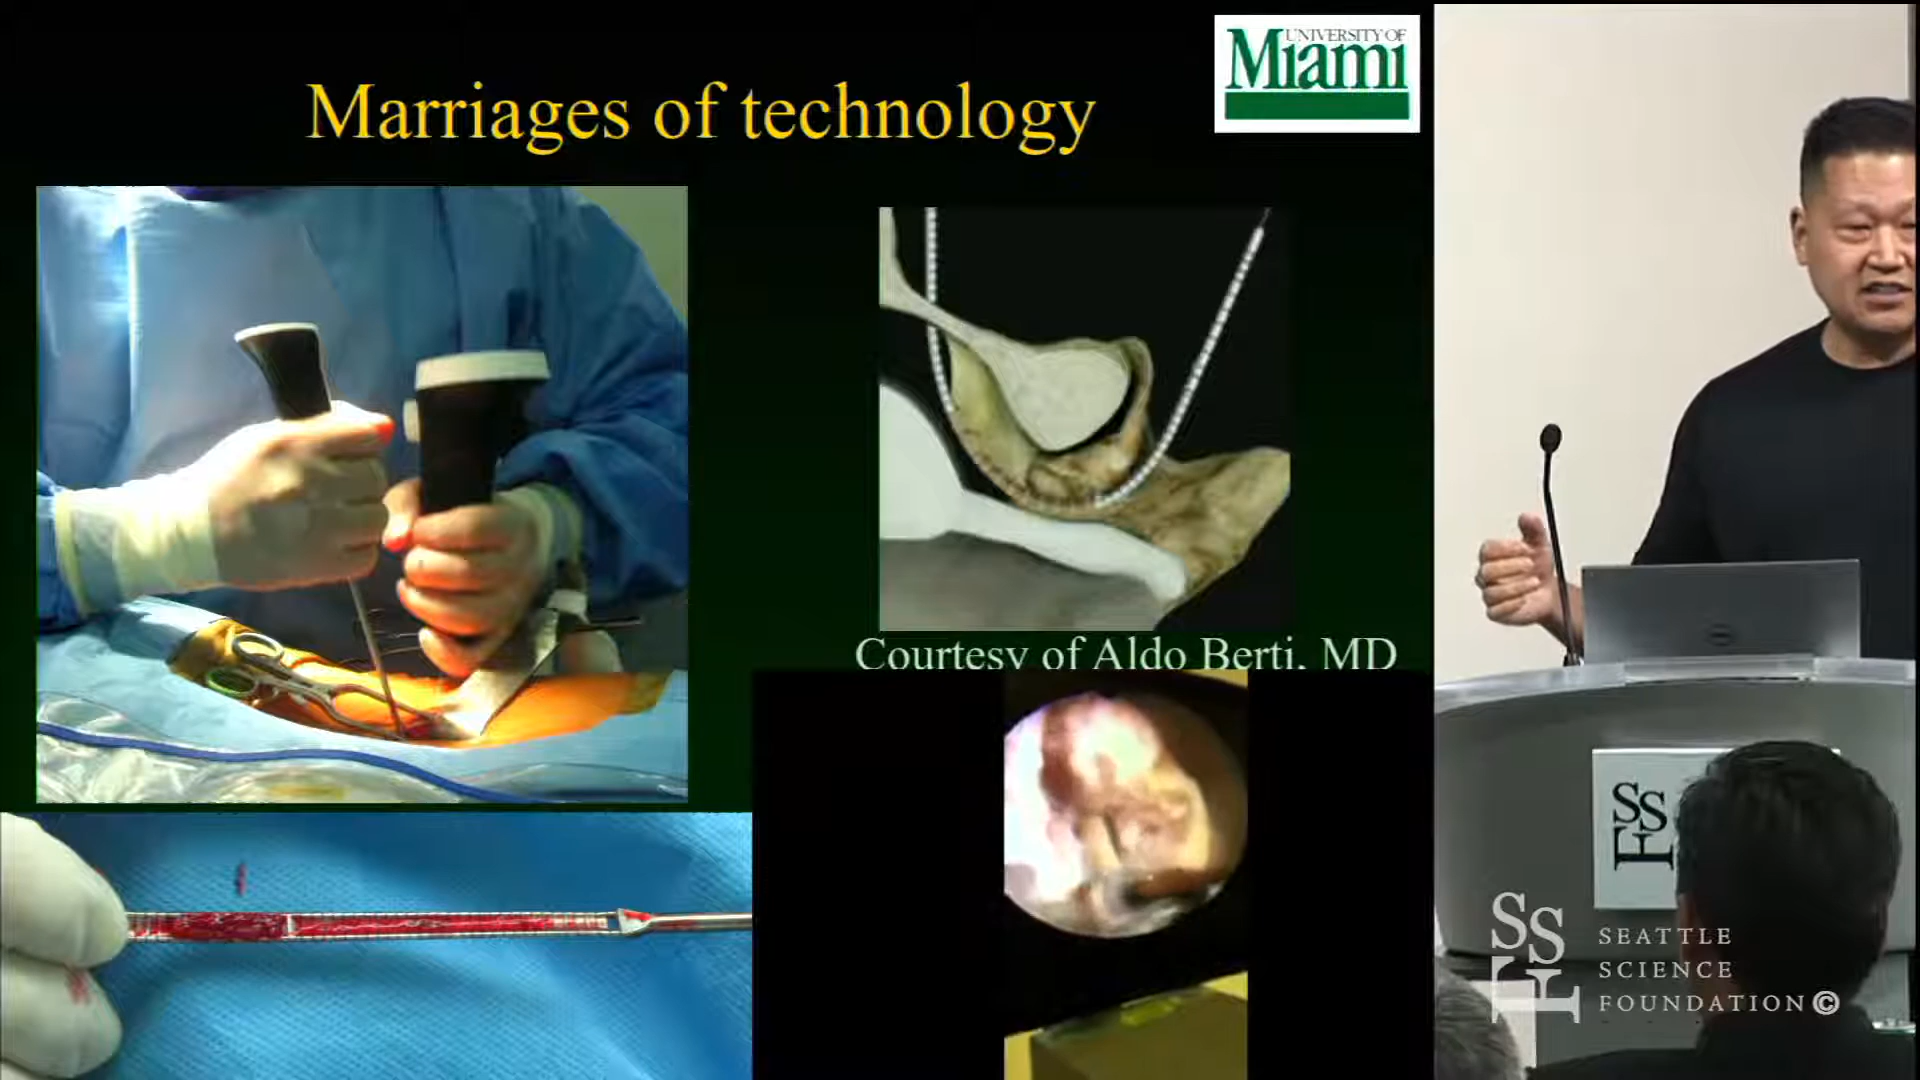 UNIVERSITY OF
Miami
Marriages of technology
Courtesy of Aldo Berti, MD
SSF
SSF
SEATTLE
SCIENCE
FOUNDATION©